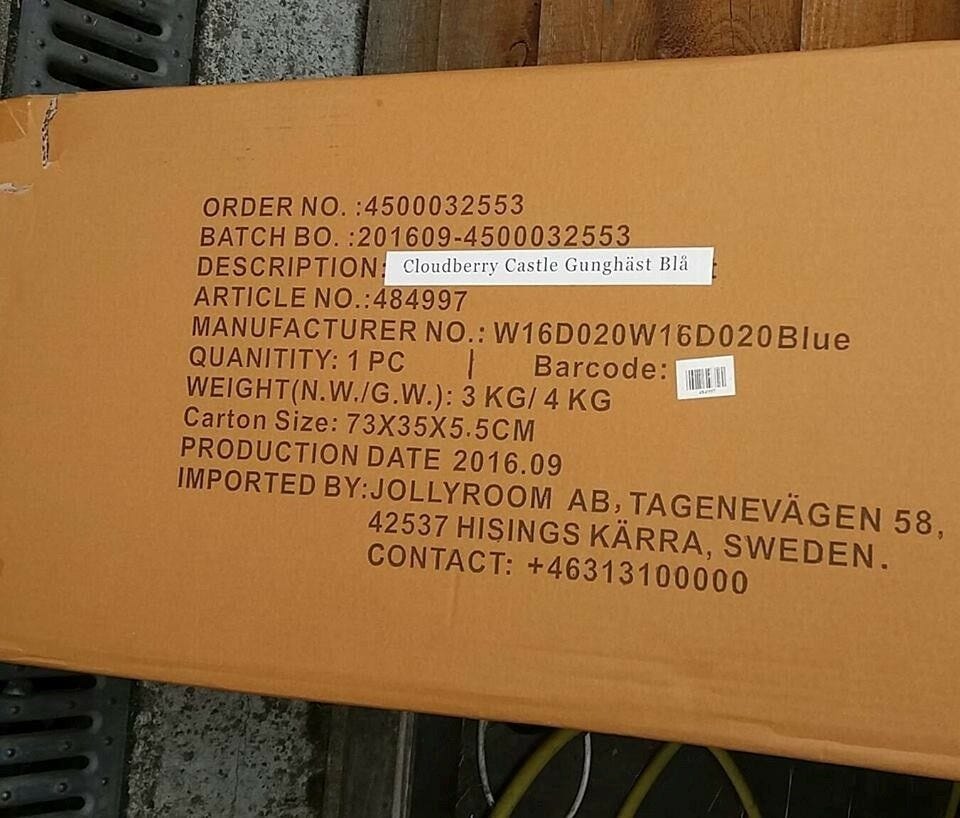 ORDER NO. :4500032553
BATCH BO. :201609-4500032553
DESCRIPTION: Cloudberry Castle Gunghäst Blå
ARTICLE NO.:484997
MANUFACTURER NO.: W16D020W16D020Blue
QUANITITY: 1 PC | Barcode:
WEIGHT(N.W./G.W.): 3 KG/ 4 KG
Carton Size: 73X35X5.5CM
PRODUCTION DATE 2016.09
IMPORTED BY:JOLLYROOM AB, TAGENEVÄGEN 58,
42537 HISINGS KÄRRA, SWEDEN.
CONTACT: +46313100000